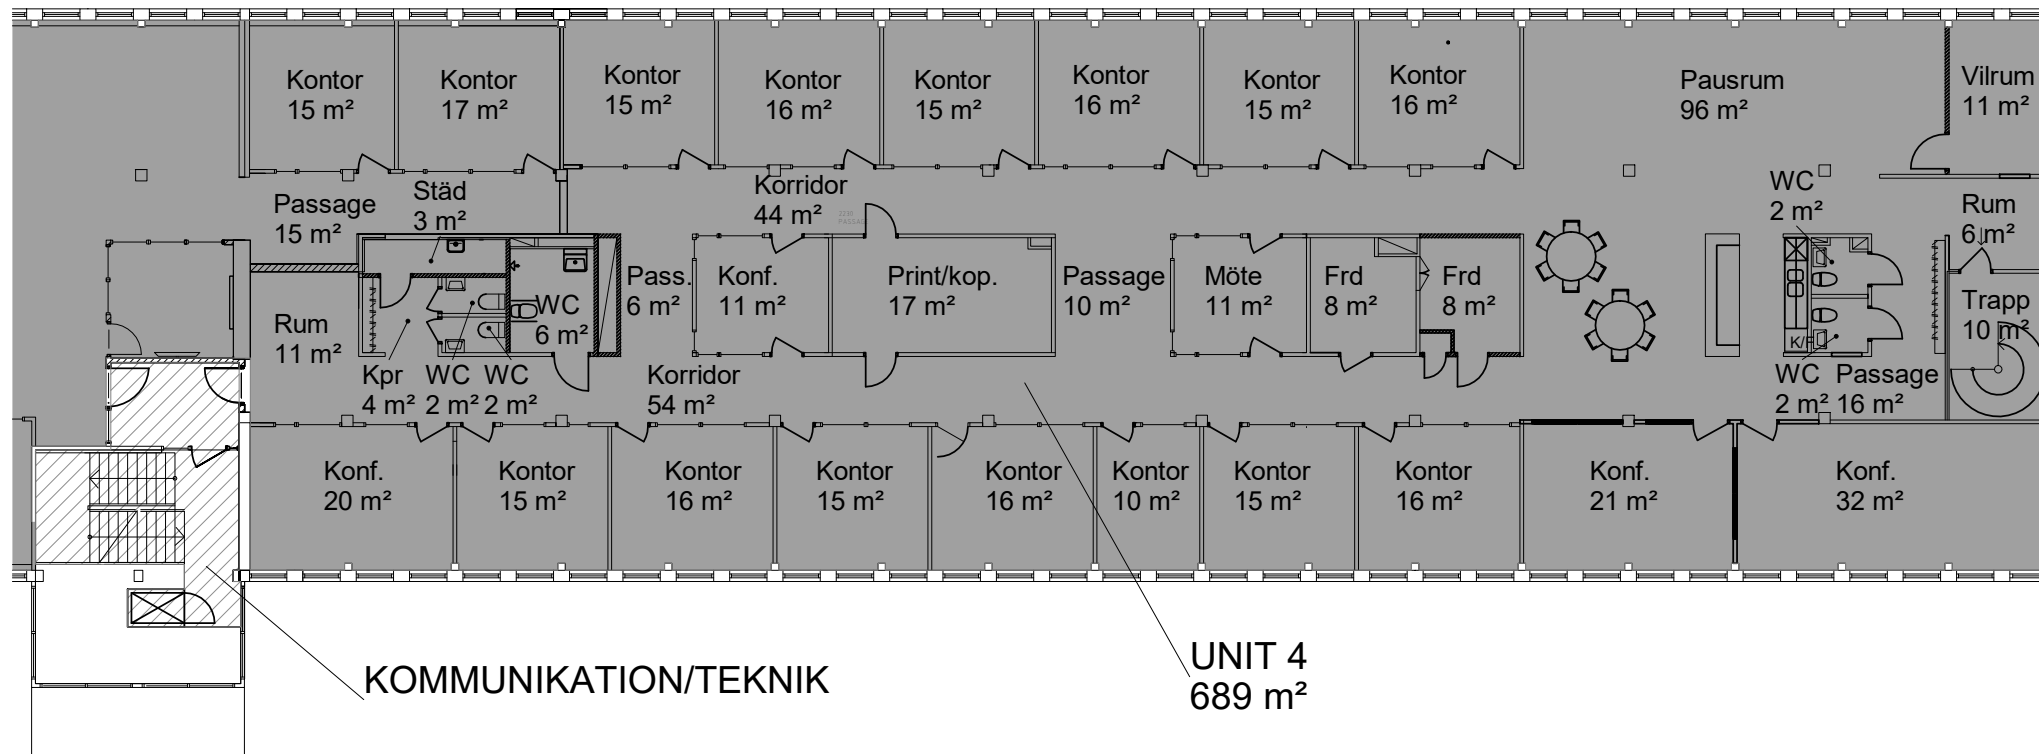 Kontor
15 m²
Kontor
17 m²
Kontor
15 m²
Kontor
16 m²
Kontor
15 m²
Kontor
16 m²
Kontor
15 m²
Kontor
16 m²
Pausrum
96 m²
Vilrum
11 m²
Passage
15 m²
Städ
3 m²
Korridor
44 m²
2230
PASSAGE
WC
2 m²
Rum
6 m²
Rum
11 m²
WC
6 m²
Pass.
6 m²
Konf.
11 m²
Print/kop.
17 m²
Passage
10 m²
Möte
11 m²
Frd
8 m²
Frd
8 m²
K/F
Trapp
10 m²
Kpr
4 m²
WC
2 m²
WC
2 m²
Korridor
54 m²
WC
2 m²
Passage
16 m²
Konf.
20 m²
Kontor
15 m²
Kontor
16 m²
Kontor
15 m²
Kontor
16 m²
Kontor
10 m²
Kontor
15 m²
Kontor
16 m²
Konf.
21 m²
Konf.
32 m²
KOMMUNIKATION/TEKNIK
UNIT 4
689 m²